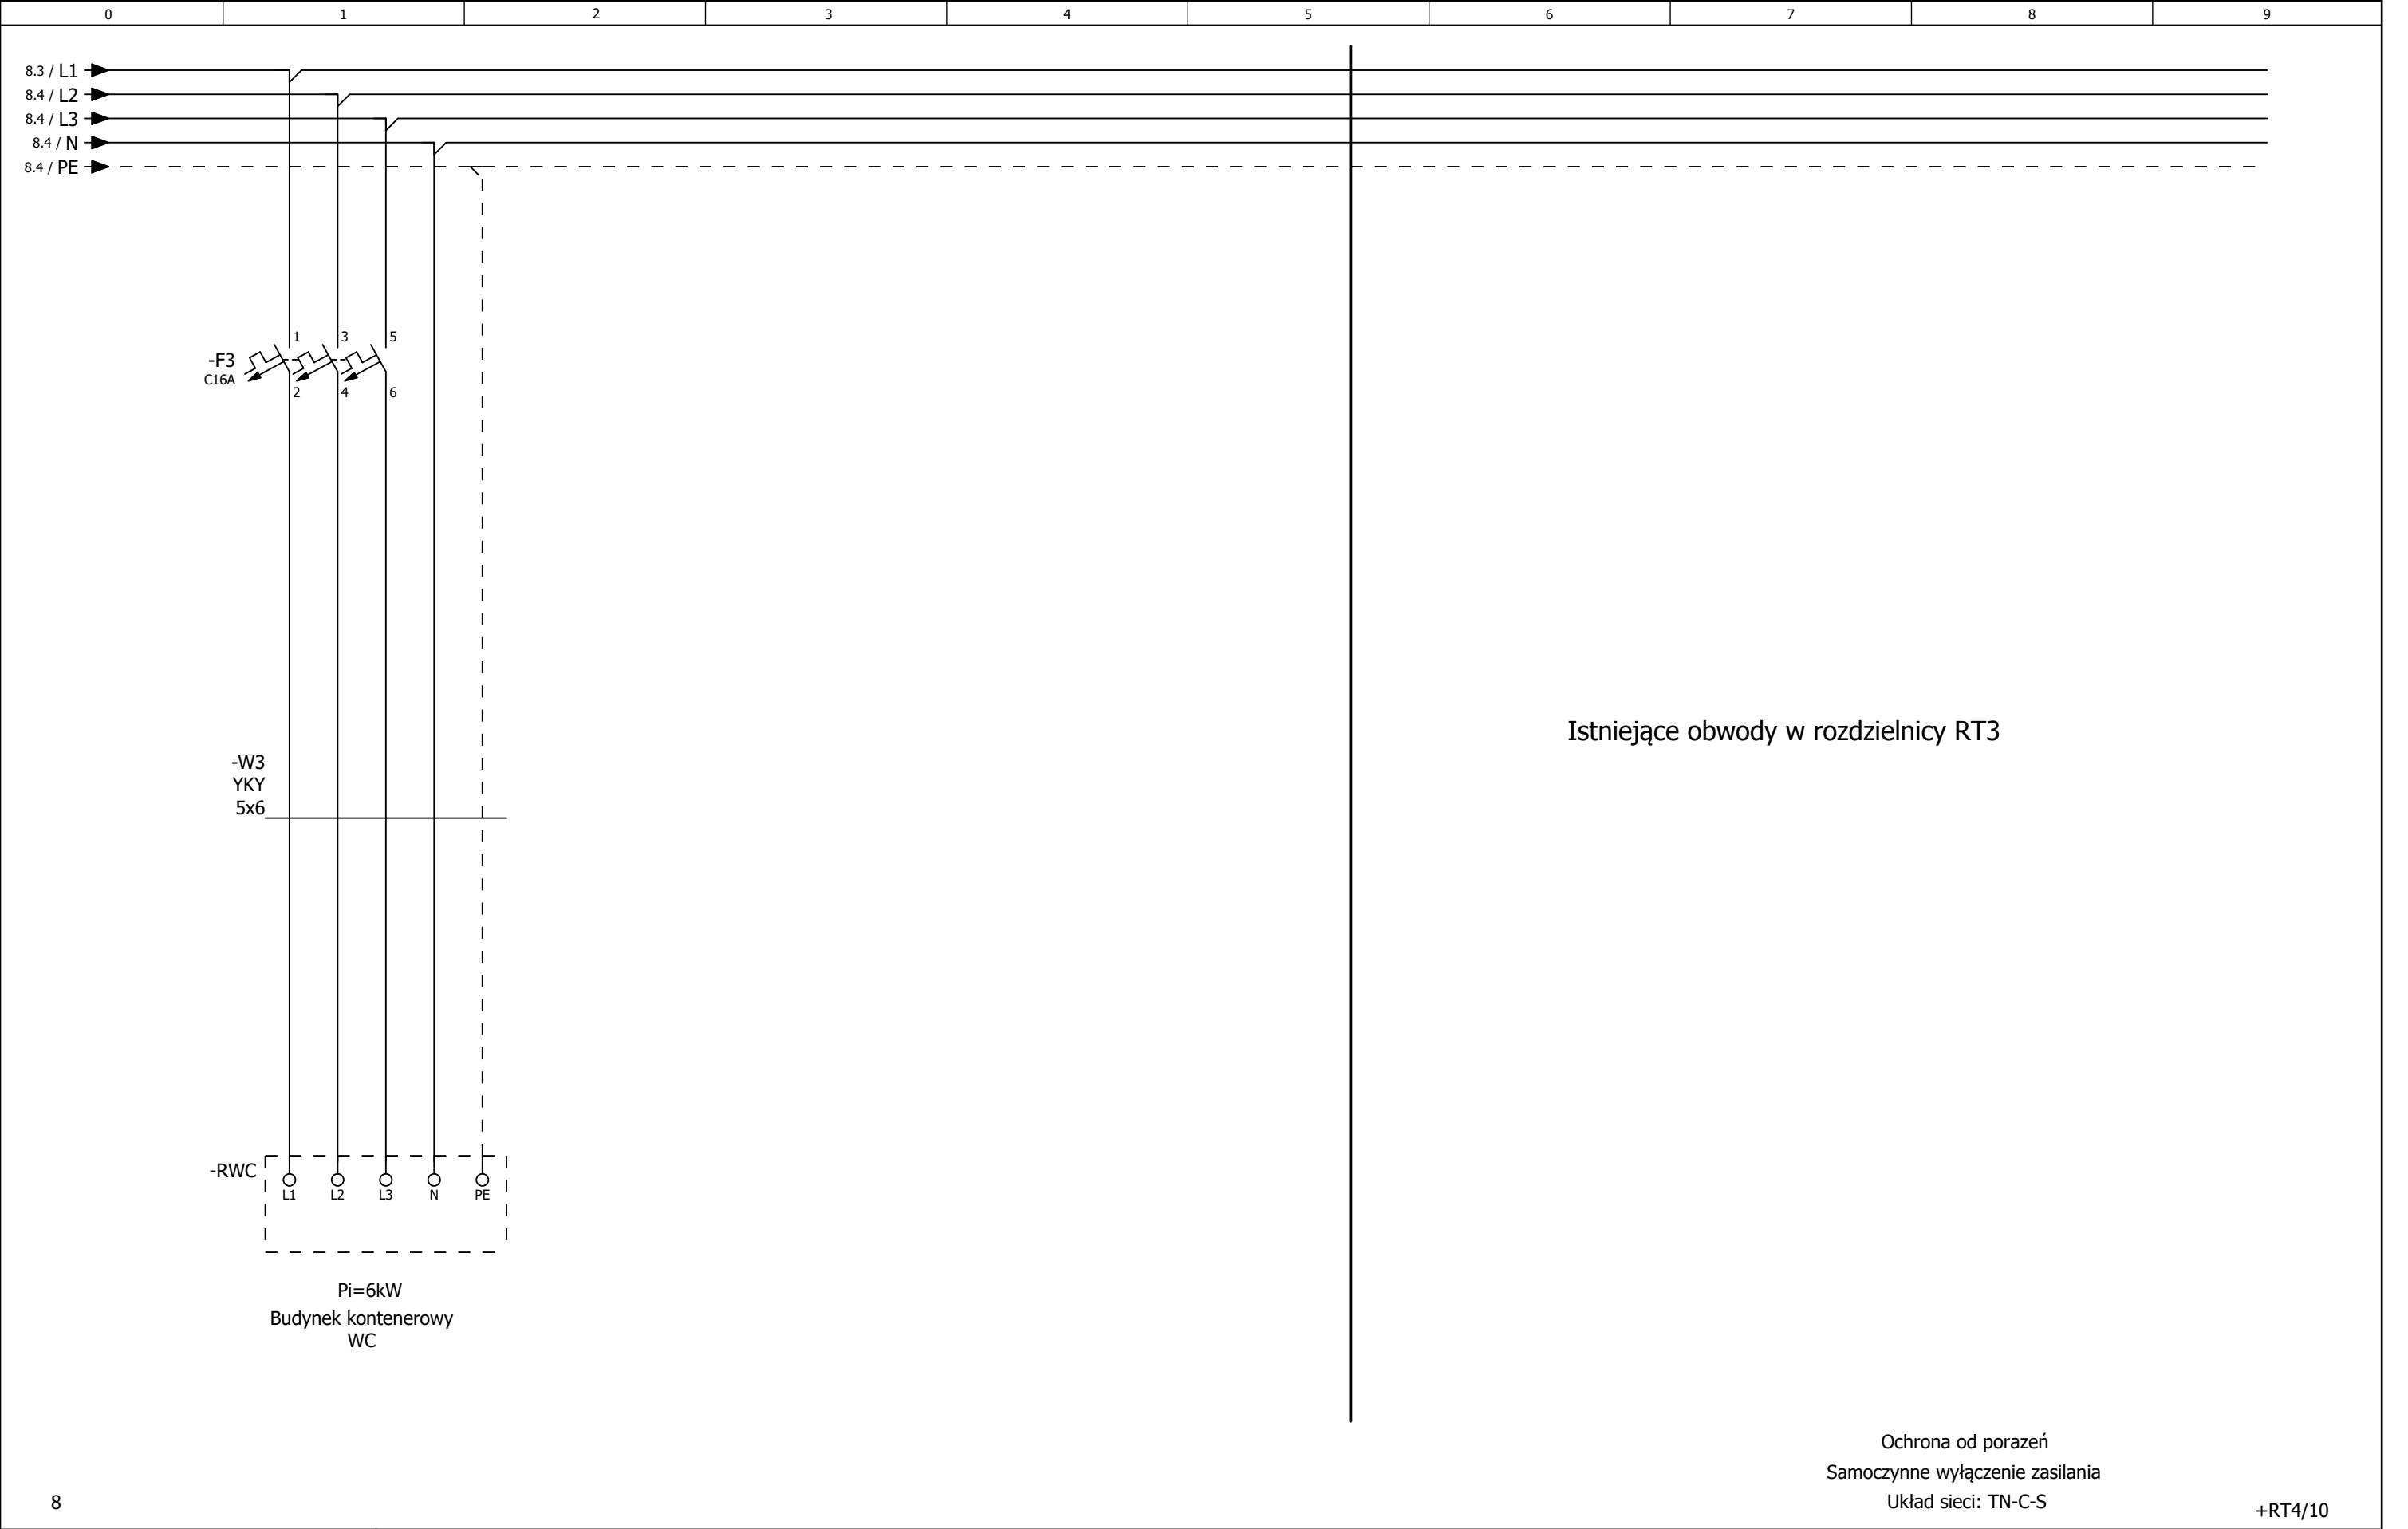 0 1 2 3 4 5 6 7 8 9
8.3 / L1
8.4 / L2
8.4 / L3
8.4 / N
8.4 / PE
1 3 5
-F3
C16A
2 4 6
Istniejące obwody w rozdzielnicy RT3
-W3
YKY
5x6
-RWC
L1 L2 L3 N PE
Pi=6kW
Budynek kontenerowy
WC
Ochrona od porazeń
Samoczynne wyłączenie zasilania
Układ sieci: TN-C-S
8
+RT4/10